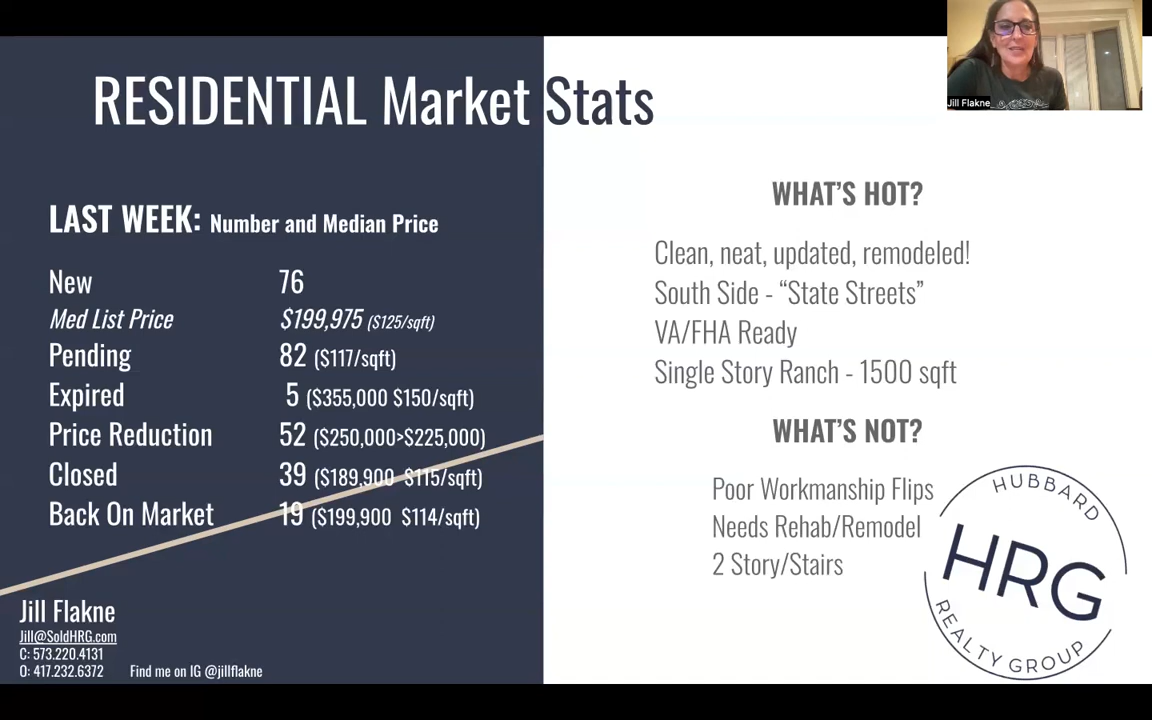 Jill Flakne
RESIDENTIAL Market Stats
LAST WEEK: Number and Median Price
New 76
Med List Price $199,975 ($125/sqft)
Pending 82 ($117/sqft)
Expired 5 ($355,000 $150/sqft)
Price Reduction 52 ($250,000>$225,000)
Closed 39 ($189,900 $115/sqft)
Back On Market 19 ($199,900 $114/sqft)
Jill Flakne
Jill@SoldHRG.com
C: 573.220.4131
O: 417.232.6372 Find me on IG @jillflakne
WHAT'S HOT?
Clean, neat, updated, remodeled!
South Side - “State Streets”
VA/FHA Ready
Single Story Ranch - 1500 sqft
WHAT'S NOT?
Poor Workmanship Flips
Needs Rehab/Remodel
2 Story/Stairs
HUBBARD
HRG
REALTY GROUP